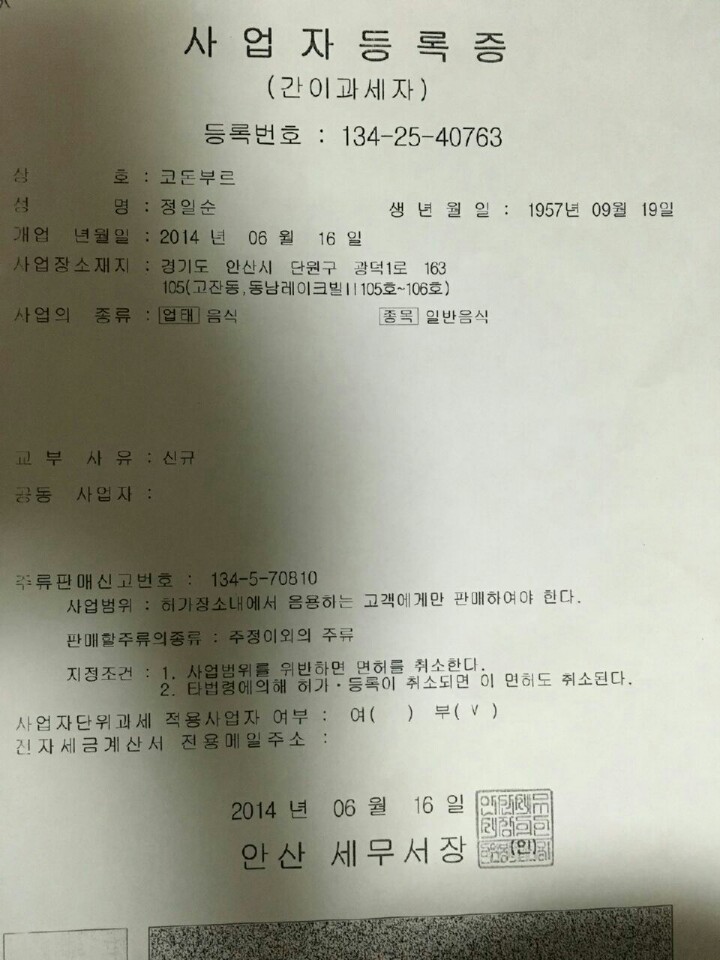 사업자등록증
(간이과세자)
등록번호 : 134-25-40763
상 호 : 코돈부르
성 명 : 정일순 생년월일 : 1957년 09월 19일
개업 년월일 : 2014 년 06 월 16 일
사업장소재지 : 경기도 안산시 단원구 광덕1로 163
105(고잔동,동남레이크빌II105호~106호)
사업의 종류 : 업태 음식 종목 일반음식
교부사유 : 신규
공동 사업자 :
주류판매신고번호 : 134-5-70810
사업범위 : 허가장소내에서 음용하는 고객에게만 판매하여야 한다.
판매할주류의종류 : 주정이외의 주류
지정조건 : 1. 사업범위를 위반하면 면허를 취소한다.
2. 타법령에의해 허가·등록이 취소되면 이 면허도 취소된다.
사업자단위과세 적용사업자 여부 : 여( ) 부( v )
전자세금계산서 전용메일주소 :
2014 년 06 월 16 일
안산 세무서장 (인)